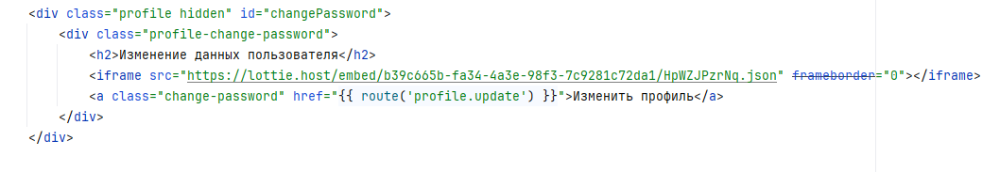 <div class="profile hidden" id="changePassword">
<div class="profile-change-password">
<h2>Изменение данных пользователя</h2>
<iframe src="https://lottie.host/embed/b39c665b-fa34-4a3e-98f3-7c9281c72da1/HpWZJPzrNq.json" frameborder="0"></iframe>
<a class="change-password" href="{{ route('profile.update') }}">Изменить профиль</a>
</div>
</div>